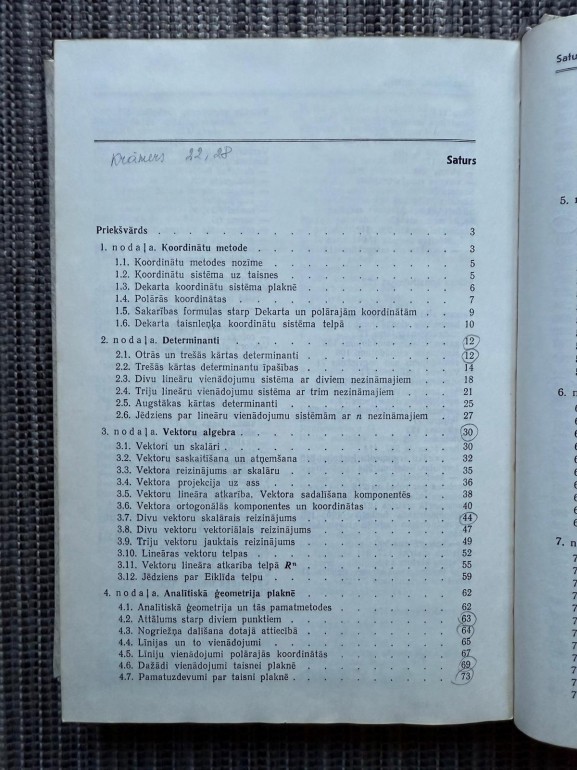 Krāmers 22, 28
Saturs
Priekšvārds . . . 3
1. nodaļa. Koordinātu metode . . . 3
1.1. Koordinātu metodes nozīme . . . 5
1.2. Koordinātu sistēma uz taisnes . . . 5
1.3. Dekarta koordinātu sistēma plaknē . . . 6
1.4. Polārās koordinātas . . . 7
1.5. Sakarības formulas starp Dekarta un polārajām koordinātām . . . 9
1.6. Dekarta taisnleņķa koordinātu sistēma telpā . . . 10
2. nodaļa. Determinanti . . . 12
2.1. Otrās un trešās kārtas determinanti . . . 12
2.2. Trešās kārtas determinantu īpašības . . . 14
2.3. Divu lineāru vienādojumu sistēma ar diviem nezināmajiem . . . 18
2.4. Triju lineāru vienādojumu sistēma ar trim nezināmajiem . . . 21
2.5. Augstākas kārtas determinanti . . . 25
2.6. Jēdziens par lineāru vienādojumu sistēmām ar n nezināmajiem . . . 27
3. nodaļa. Vektoru algebra . . . 30
3.1. Vektori un skalāri . . . 30
3.2. Vektoru saskaitīšana un atņemšana . . . 32
3.3. Vektora reizinājums ar skalāru . . . 35
3.4. Vektora projekcija uz ass . . . 36
3.5. Vektoru lineāra atkarība. Vektora sadalīšana komponentēs . . . 38
3.6. Vektora ortogonālās komponentes un koordinātas . . . 40
3.7. Divu vektoru skalārais reizinājums . . . 44
3.8. Divu vektoru vektoriālais reizinājums . . . 47
3.9. Triju vektoru jauktais reizinājums . . . 49
3.10. Lineāras vektoru telpas . . . 52
3.11. Vektoru lineāra atkarība telpā Rⁿ . . . 55
3.12. Jēdziens par Eiklīda telpu . . . 59
4. nodaļa. Analītiskā ģeometrija plaknē . . . 62
4.1. Analītiskā ģeometrija un tās pamatmetodes . . . 62
4.2. Attālums starp diviem punktiem . . . 63
4.3. Nogriežņa dalīšana dotajā attiecībā . . . 64
4.4. Līnijas un to vienādojumi . . . 65
4.5. Līniju vienādojumi polārajās koordinātās . . . 67
4.6. Dažādi vienādojumi taisnei plaknē . . . 69
4.7. Pamatuzdevumi par taisni plaknē . . . 73
Satu
5.
6. n
7. n